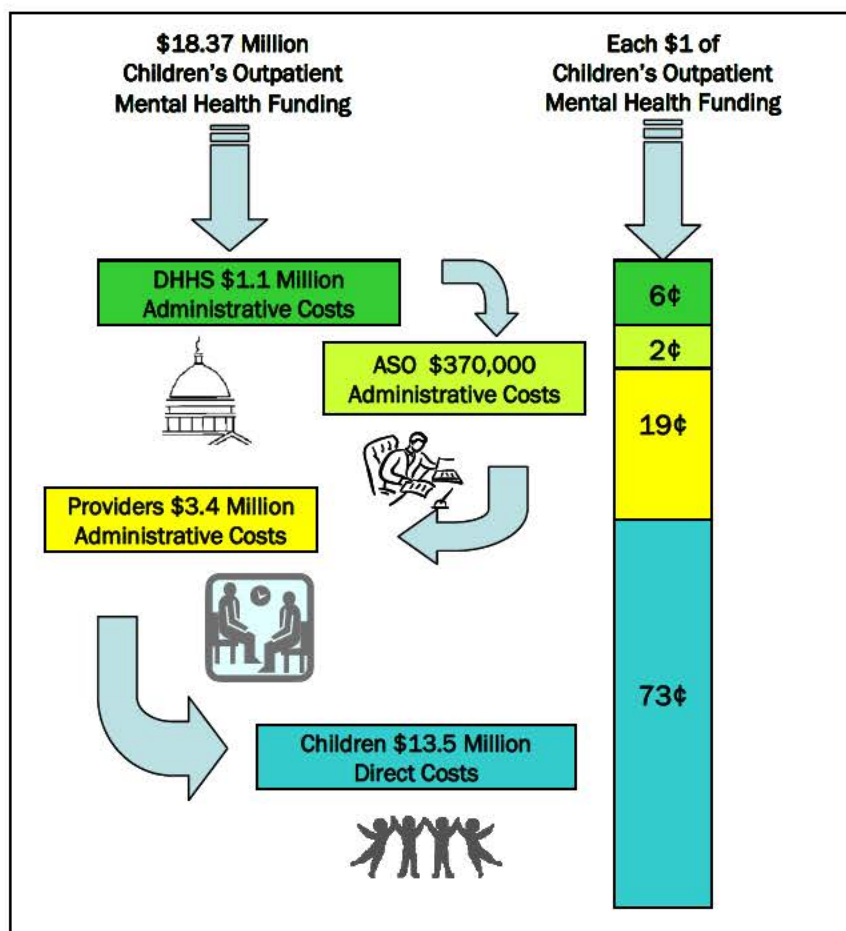 $18.37 Million
Children's Outpatient
Mental Health Funding
Each $1 of
Children's Outpatient
Mental Health Funding
DHHS $1.1 Million
Administrative Costs
6¢
ASO $370,000
Administrative Costs
2¢
19¢
Providers $3.4 Million
Administrative Costs
73¢
Children $13.5 Million
Direct Costs